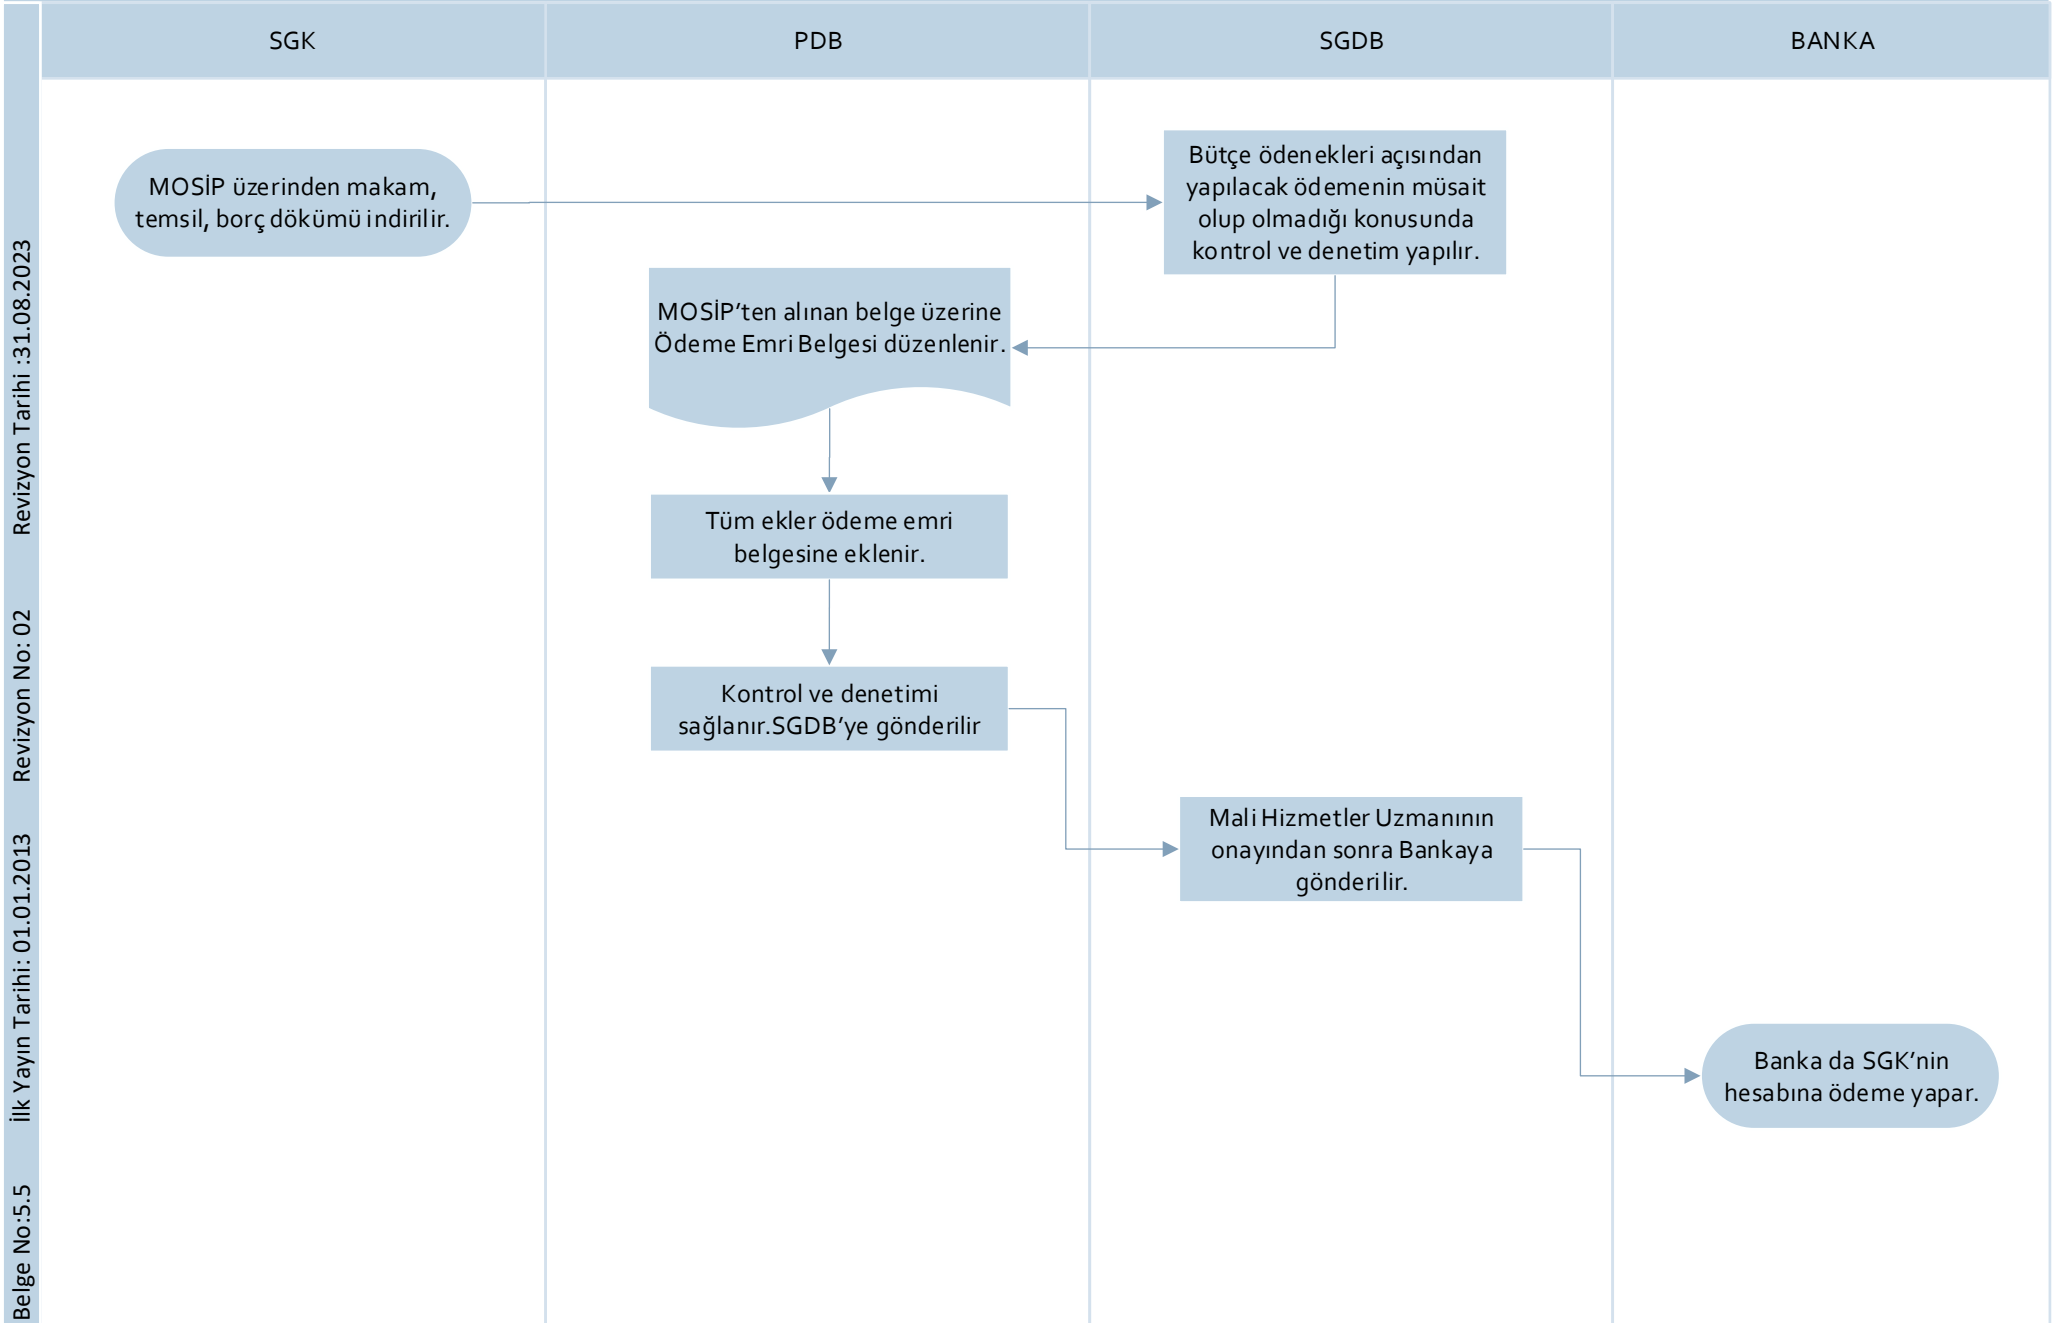 SGK
PDB
SGDB
BANKA
MOSİP üzerinden makam,
temsil, borç dökümü indirilir.
Bütçe ödenekleri açısından
yapılacak ödemenin müsait
olup olmadığı konusunda
kontrol ve denetim yapılır.
MOSİP’ten alınan belge üzerine
Ödeme Emri Belgesi düzenlenir.
Tüm ekler ödeme emri
belgesine eklenir.
Kontrol ve denetimi
sağlanır.SGDB’ye gönderilir
Mali Hizmetler Uzmanının
onayından sonra Bankaya
gönderilir.
Banka da SGK’nin
hesabına ödeme yapar.
Belge No:5.5 İlk Yayın Tarihi: 01.01.2013 Revizyon No: 02 Revizyon Tarihi :31.08.2023